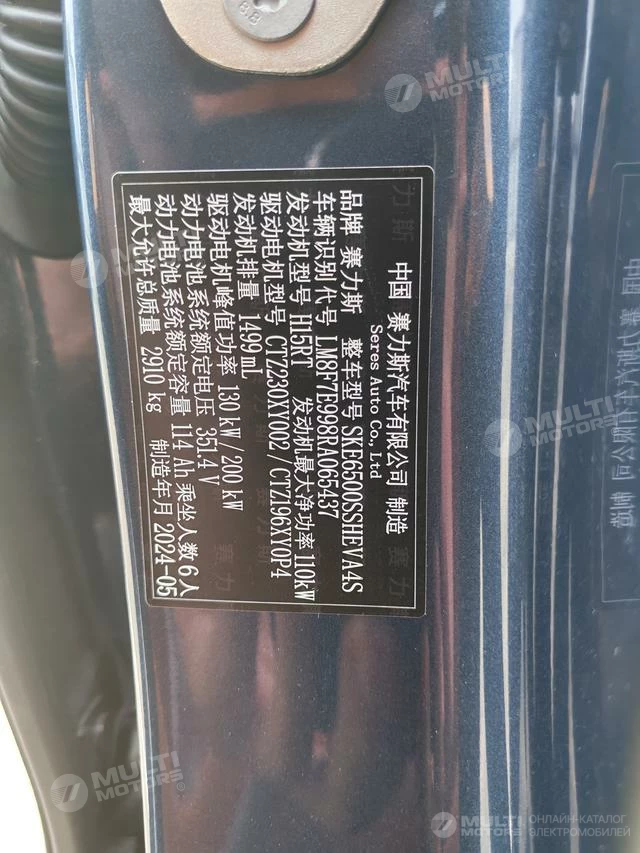 8.8
中国 赛力斯汽车有限公司 制造
Seres Auto Co., Ltd
品牌 赛力斯 整车型号 SKE6500SSHEVA4S
车辆识别代号 LM8F7E998RA065437
发动机型号 H15RT 发动机最大净功率 110kW
驱动电机型号 CTZ230XY002 / CTZ196XY0P4
发动机排量 1499 mL
驱动电机峰值功率 130 kW / 200 kW
动力电池系统额定电压 351.4 V
动力电池系统额定容量 114 Ah 乘坐人数 6 人
最大允许总质量 2910 kg 制造年月 2024-05
MULTI MOTORS
MULTI MOTORS
MULTI MOTORS
MULTI MOTORS
MULTI MOTORS
ОНЛАЙН-КАТАЛОГ
ЭЛЕКТРОМОБИЛЕЙ